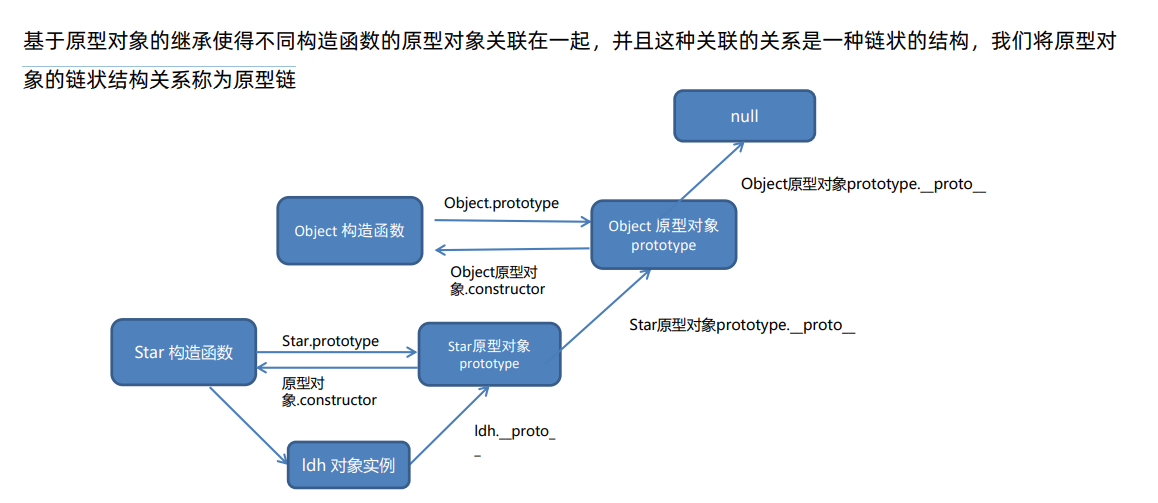 基于原型对象的继承使得不同构造函数的原型对象关联在一起，并且这种关联的关系是一种链状的结构，我们将原型对
象的链状结构关系称为原型链
null
Object原型对象prototype.__proto__
Object.prototype
Object 构造函数
Object 原型对象
prototype
Object原型对
象.constructor
Star原型对象prototype.__proto__
Star.prototype
Star 构造函数
Star原型对象
prototype
原型对
象.constructor
ldh.__proto_
_
ldh 对象实例